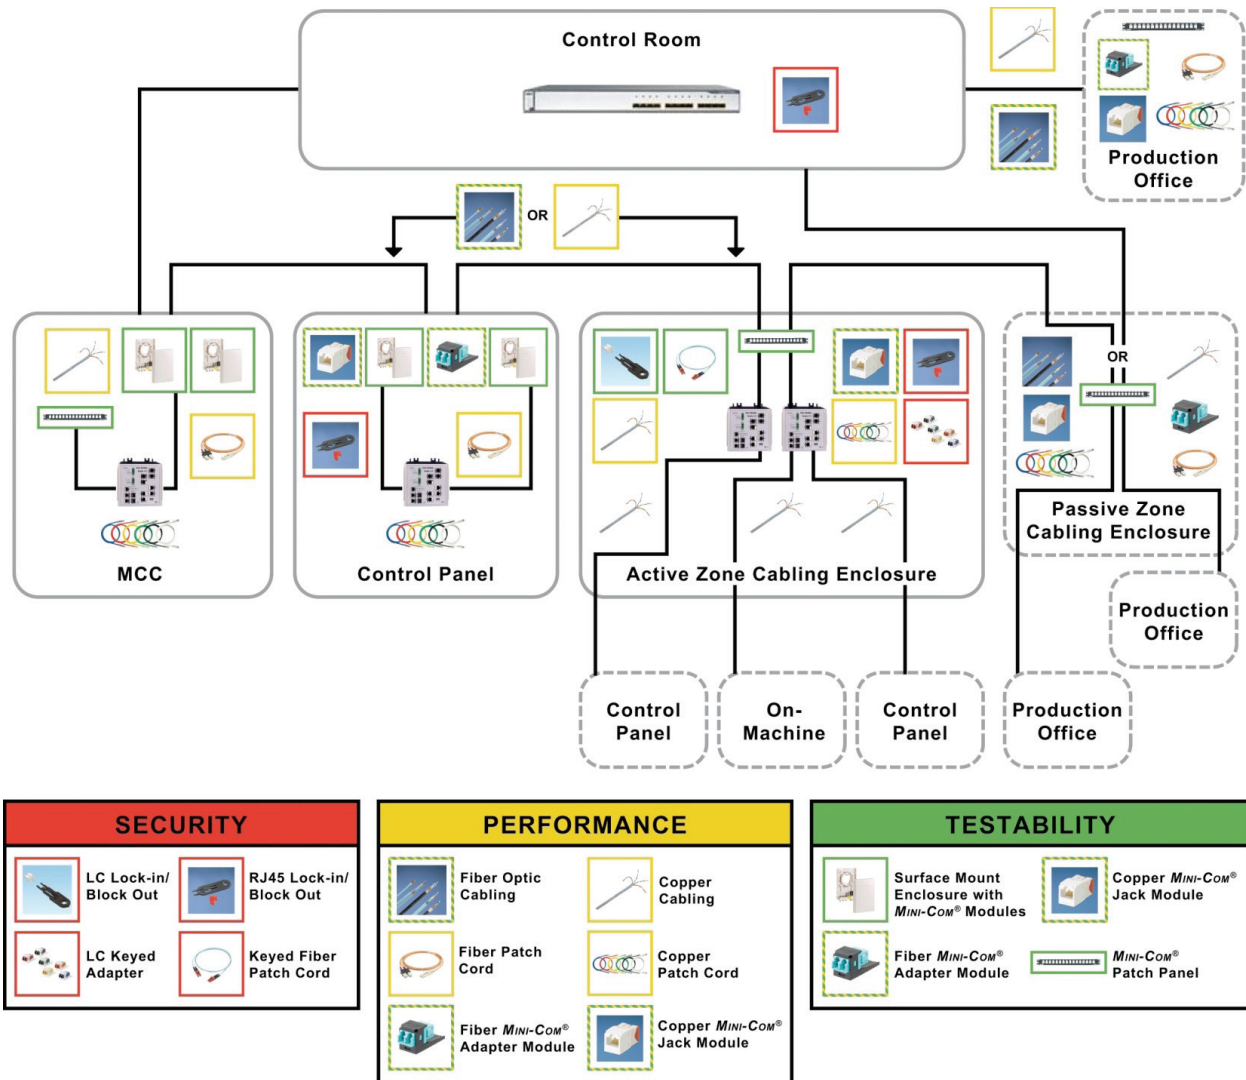 Control Room
Production
Office
OR
OR
MCC
Control Panel
Active Zone Cabling Enclosure
Passive Zone
Cabling Enclosure
Production
Office
Control
Panel
On-
Machine
Control
Panel
Production
Office
SECURITY
LC Lock-in/
Block Out
RJ45 Lock-in/
Block Out
LC Keyed
Adapter
Keyed Fiber
Patch Cord
PERFORMANCE
Fiber Optic
Cabling
Copper
Cabling
Fiber Patch
Cord
Copper
Patch Cord
Fiber MINI-COM®
Adapter Module
Copper MINI-COM®
Jack Module
TESTABILITY
Surface Mount
Enclosure with
MINI-COM® Modules
Copper MINI-COM®
Jack Module
Fiber MINI-COM®
Adapter Module
MINI-COM®
Patch Panel